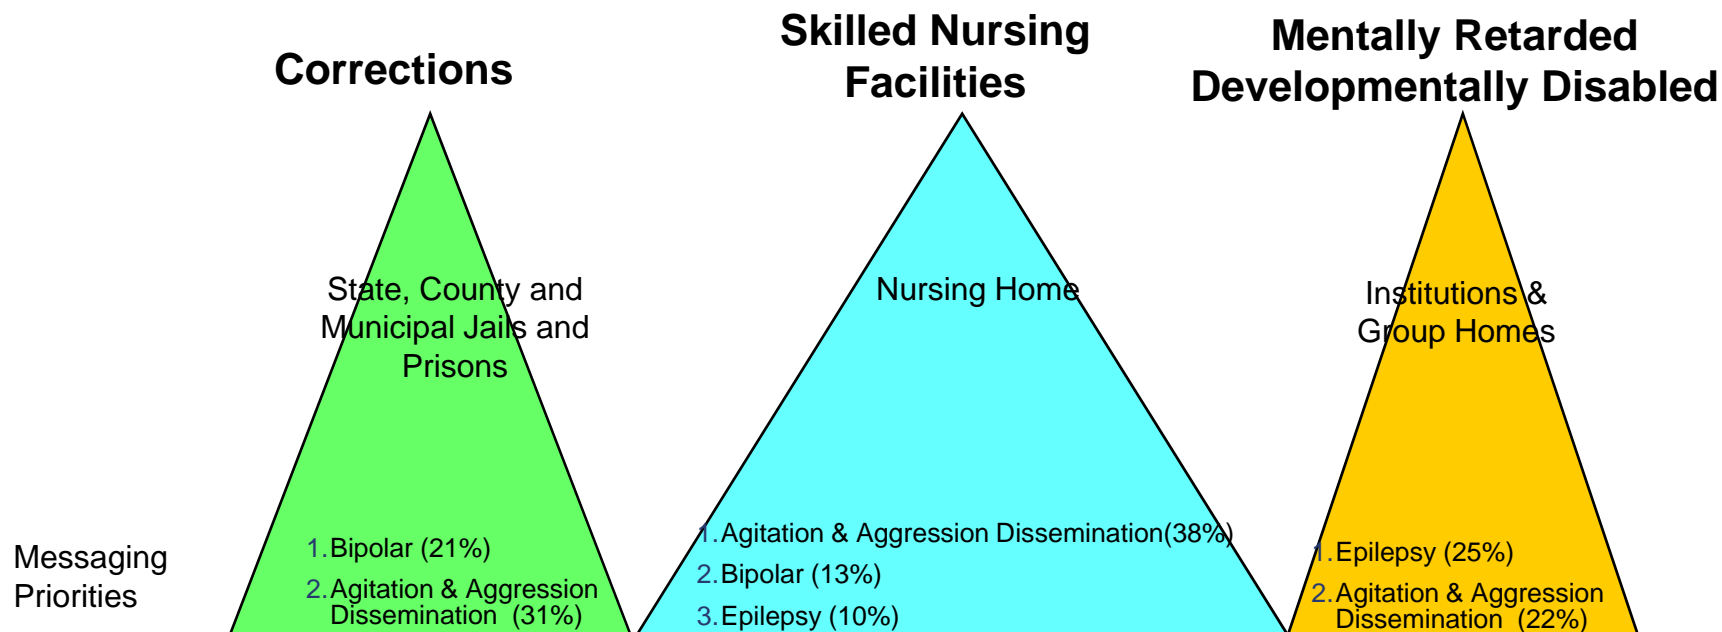 Corrections
Skilled Nursing
Facilities
Mentally Retarded
Developmentally Disabled
State, County and
Municipal Jails and
Prisons
Nursing Home
Institutions &
Group Homes
Messaging
Priorities
1. Bipolar (21%)
2. Agitation & Aggression
Dissemination (31%)
1. Agitation & Aggression Dissemination(38%)
2. Bipolar (13%)
3. Epilepsy (10%)
1. Epilepsy (25%)
2. Agitation & Aggression
Dissemination (22%)